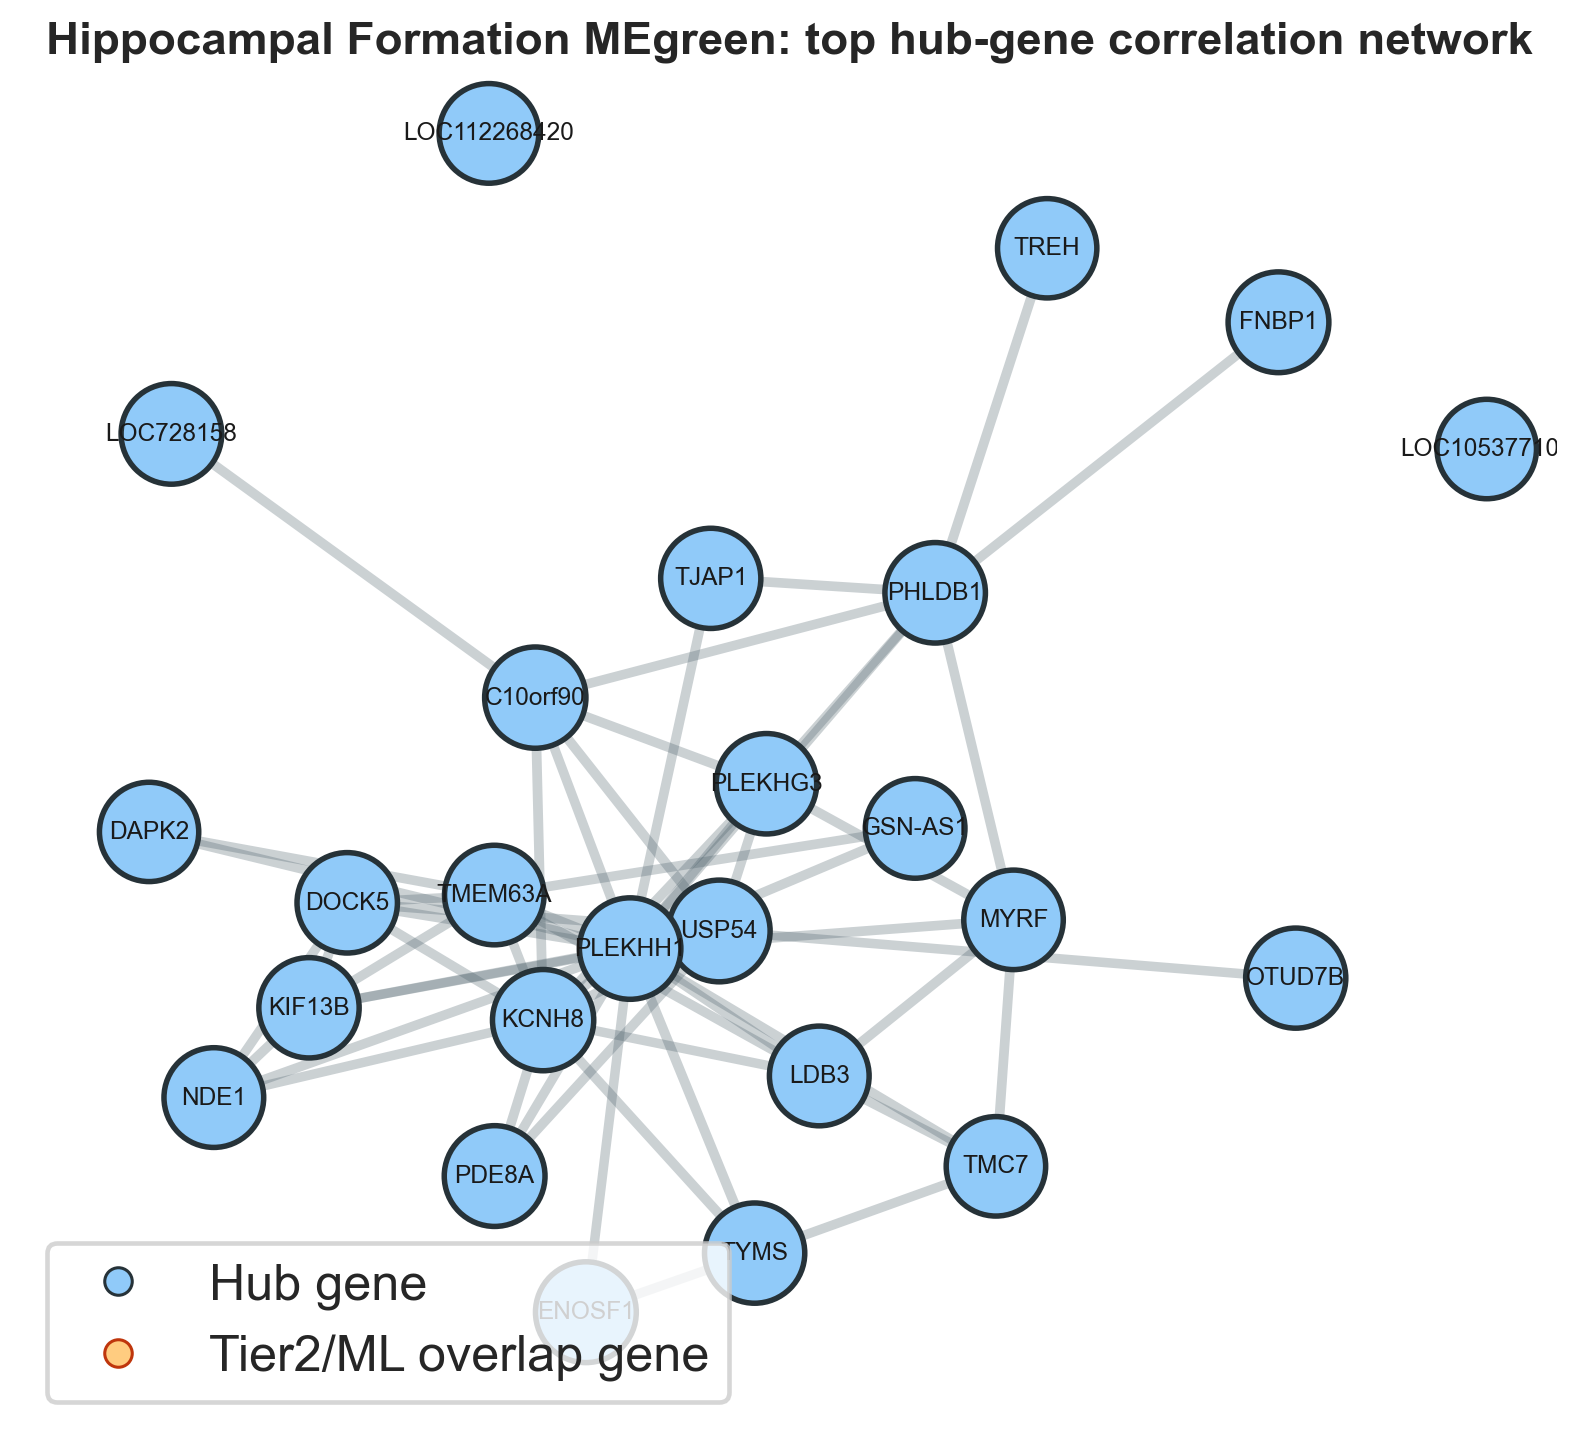 Hippocampal Formation MEgreen: top hub-gene correlation network
LOC112268420
TREH
FNBP1
LOC728158
LOC10537710
TJAP1
PHLDB1
C10orf90
PLEKHG3
GSN-AS1
DAPK2
DOCK5
TMEM63A
USP54
MYRF
PLEKHH1
OTUD7B
KIF13B
KCNH8
LDB3
NDE1
PDE8A
TMC7
TYMS
ENOSF1
Hub gene
Tier2/ML overlap gene